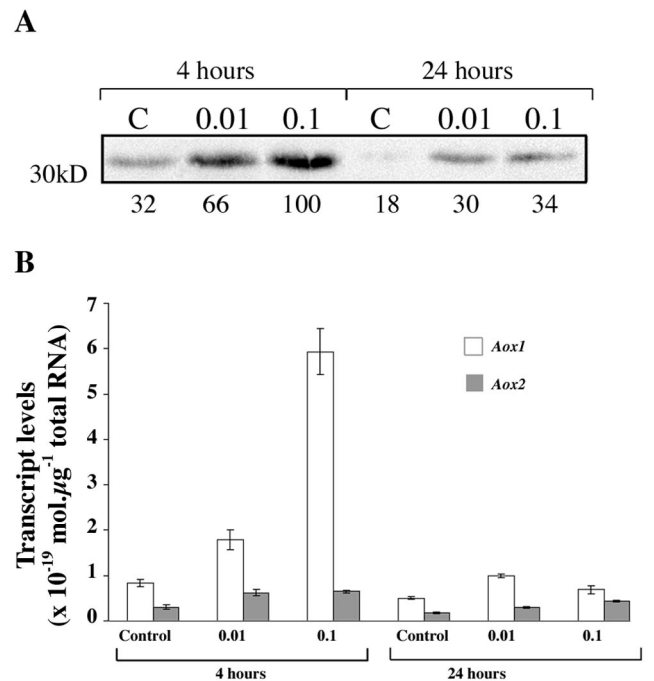 A
4 hours 24 hours
C 0.01 0.1 C 0.01 0.1
30kD
32 66 100 18 30 34
B
Transcript levels
(x 10⁻¹⁹ mol.µg⁻¹ total RNA)
7
6
5
4
3
2
1
0
Aox1
Aox2
Control 0.01 0.1 Control 0.01 0.1
4 hours 24 hours